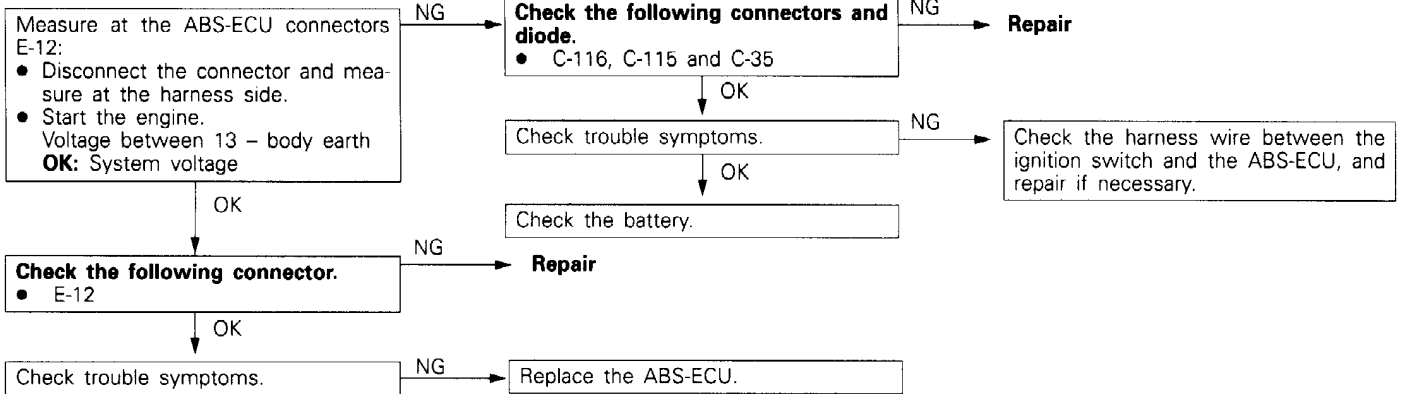 Measure at the ABS-ECU connectors
E-12:
● Disconnect the connector and mea-
sure at the harness side.
● Start the engine.
Voltage between 13 – body earth
OK: System voltage
NG
Check the following connectors and
diode.
● C-116, C-115 and C-35
NG
Repair
OK
Check trouble symptoms.
NG
Check the harness wire between the
ignition switch and the ABS-ECU, and
repair if necessary.
OK
Check the battery.
OK
Check the following connector.
● E-12
NG
Repair
OK
Check trouble symptoms.
NG
Replace the ABS-ECU.